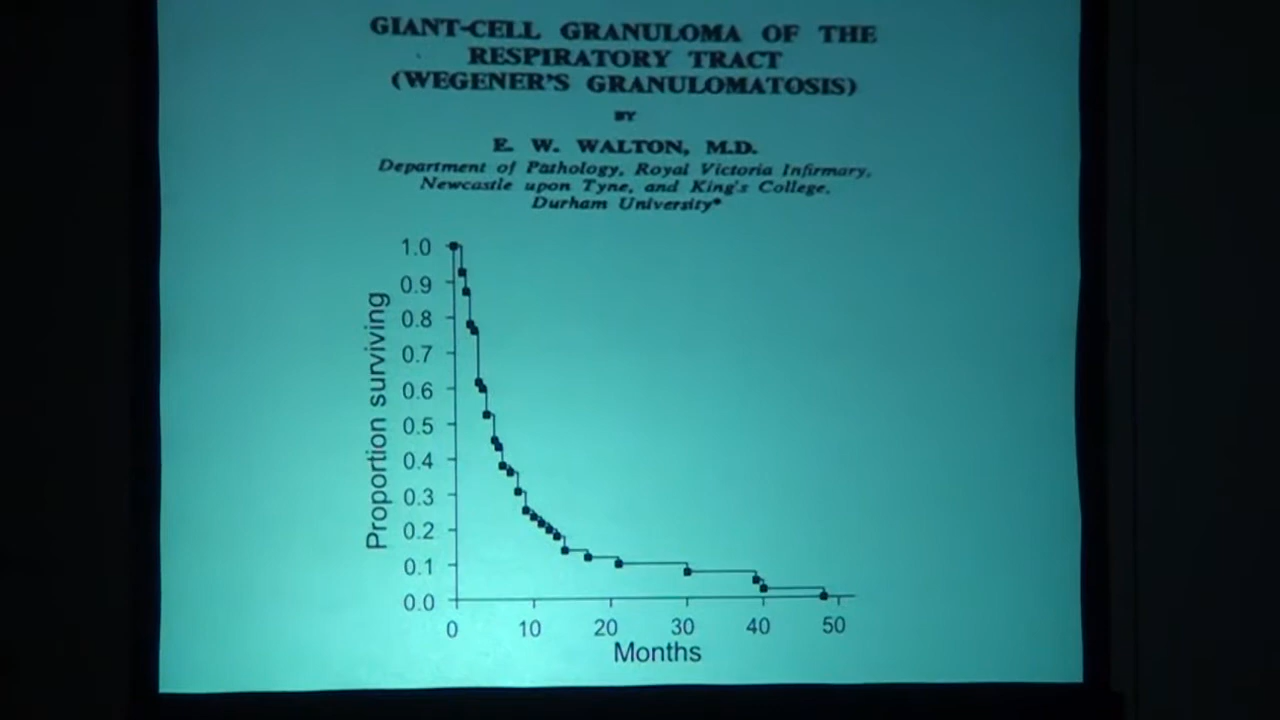 GIANT-CELL GRANULOMA OF THE
RESPIRATORY TRACT
(WEGENER'S GRANULOMATOSIS)
BY
E. W. WALTON, M.D.
Department of Pathology, Royal Victoria Infirmary,
Newcastle upon Tyne, and King's College,
Durham University*
Proportion surviving
1.0
0.9
0.8
0.7
0.6
0.5
0.4
0.3
0.2
0.1
0.0
0 10 20 30 40 50
Months